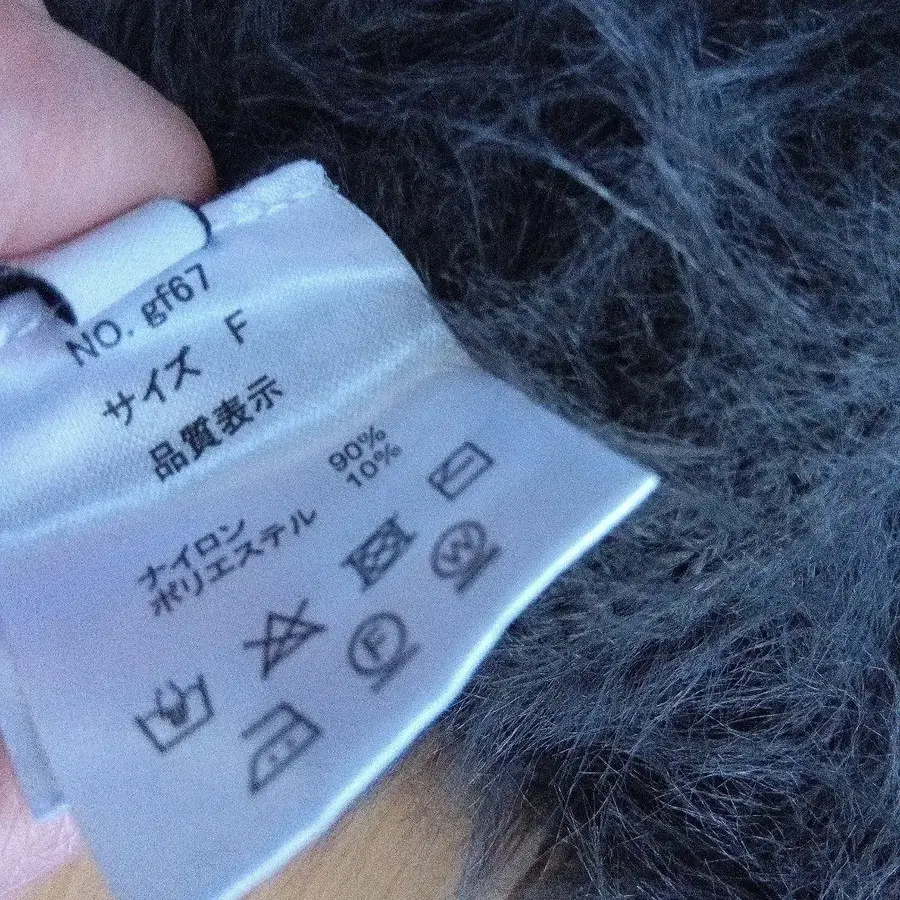 NO. gf67
サイズ F
品質表示
ナイロン 90%
ポリエステル 10%
W
F